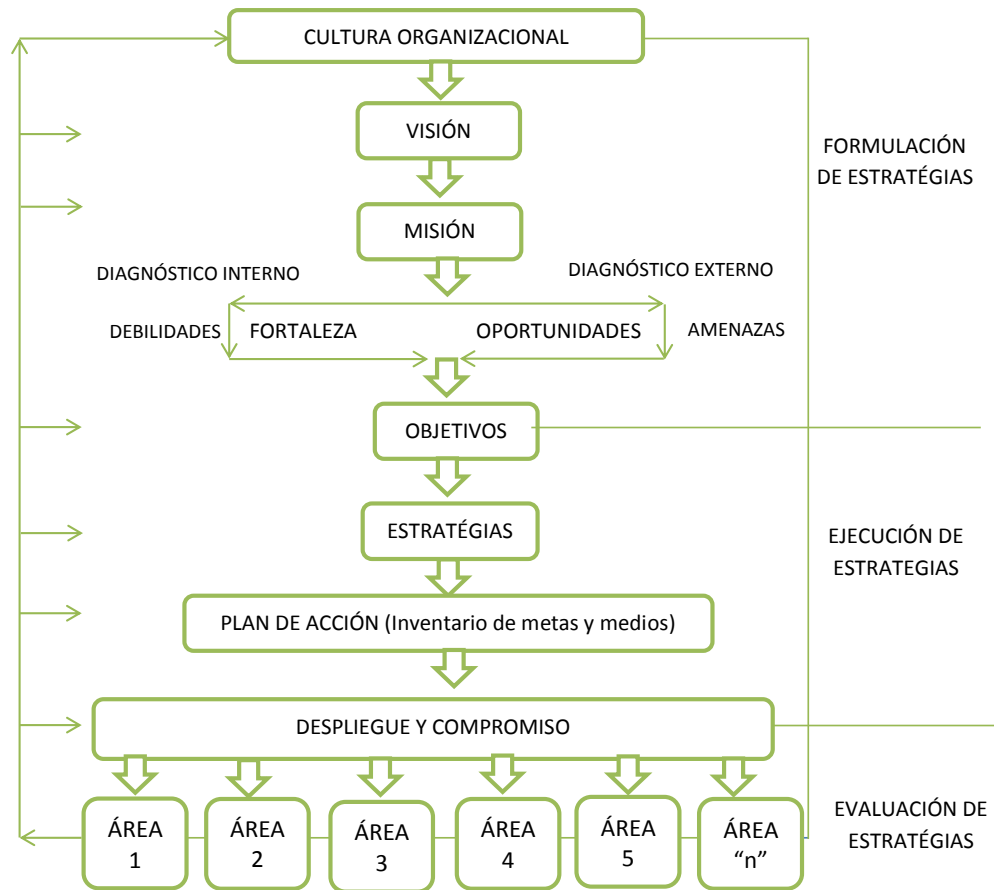 CULTURA ORGANIZACIONAL
VISIÓN
FORMULACIÓN
DE ESTRATÉGIAS
MISIÓN
DIAGNÓSTICO INTERNO
DIAGNÓSTICO EXTERNO
DEBILIDADES
FORTALEZA
OPORTUNIDADES
AMENAZAS
OBJETIVOS
ESTRATÉGIAS
EJECUCIÓN DE
ESTRATEGIAS
PLAN DE ACCIÓN (Inventario de metas y medios)
DESPLIEGUE Y COMPROMISO
ÁREA
1
ÁREA
2
ÁREA
3
ÁREA
4
ÁREA
5
ÁREA
“n”
EVALUACIÓN DE
ESTRATÉGIAS